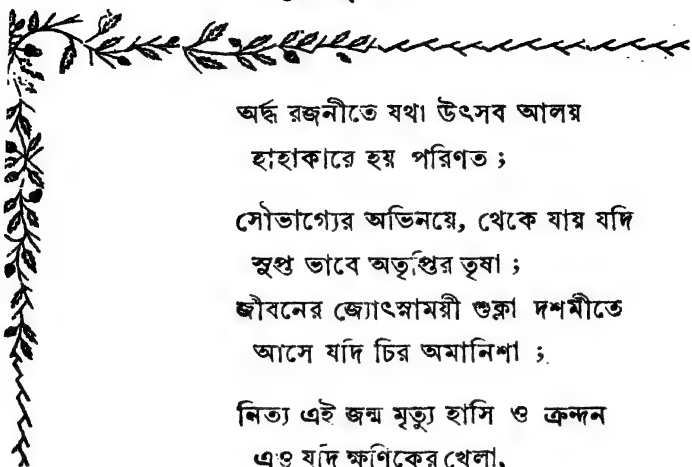 অর্দ্ধ রজনীতে যথা উৎসব আলয়
হাহাকারে হয় পরিণত ;
সৌভাগ্যের অভিনয়ে, থেকে যায় যদি
সুপ্ত ভাবে অতৃপ্তির তৃষা ;
জীবনের জ্যোৎস্নাময়ী শুক্লা দশমীতে
আসে যদি চির অমানিশা ;
নিত্য এই জন্ম মৃত্যু হাসি ও ক্রন্দন
এও যদি ক্ষণিকের খেলা,